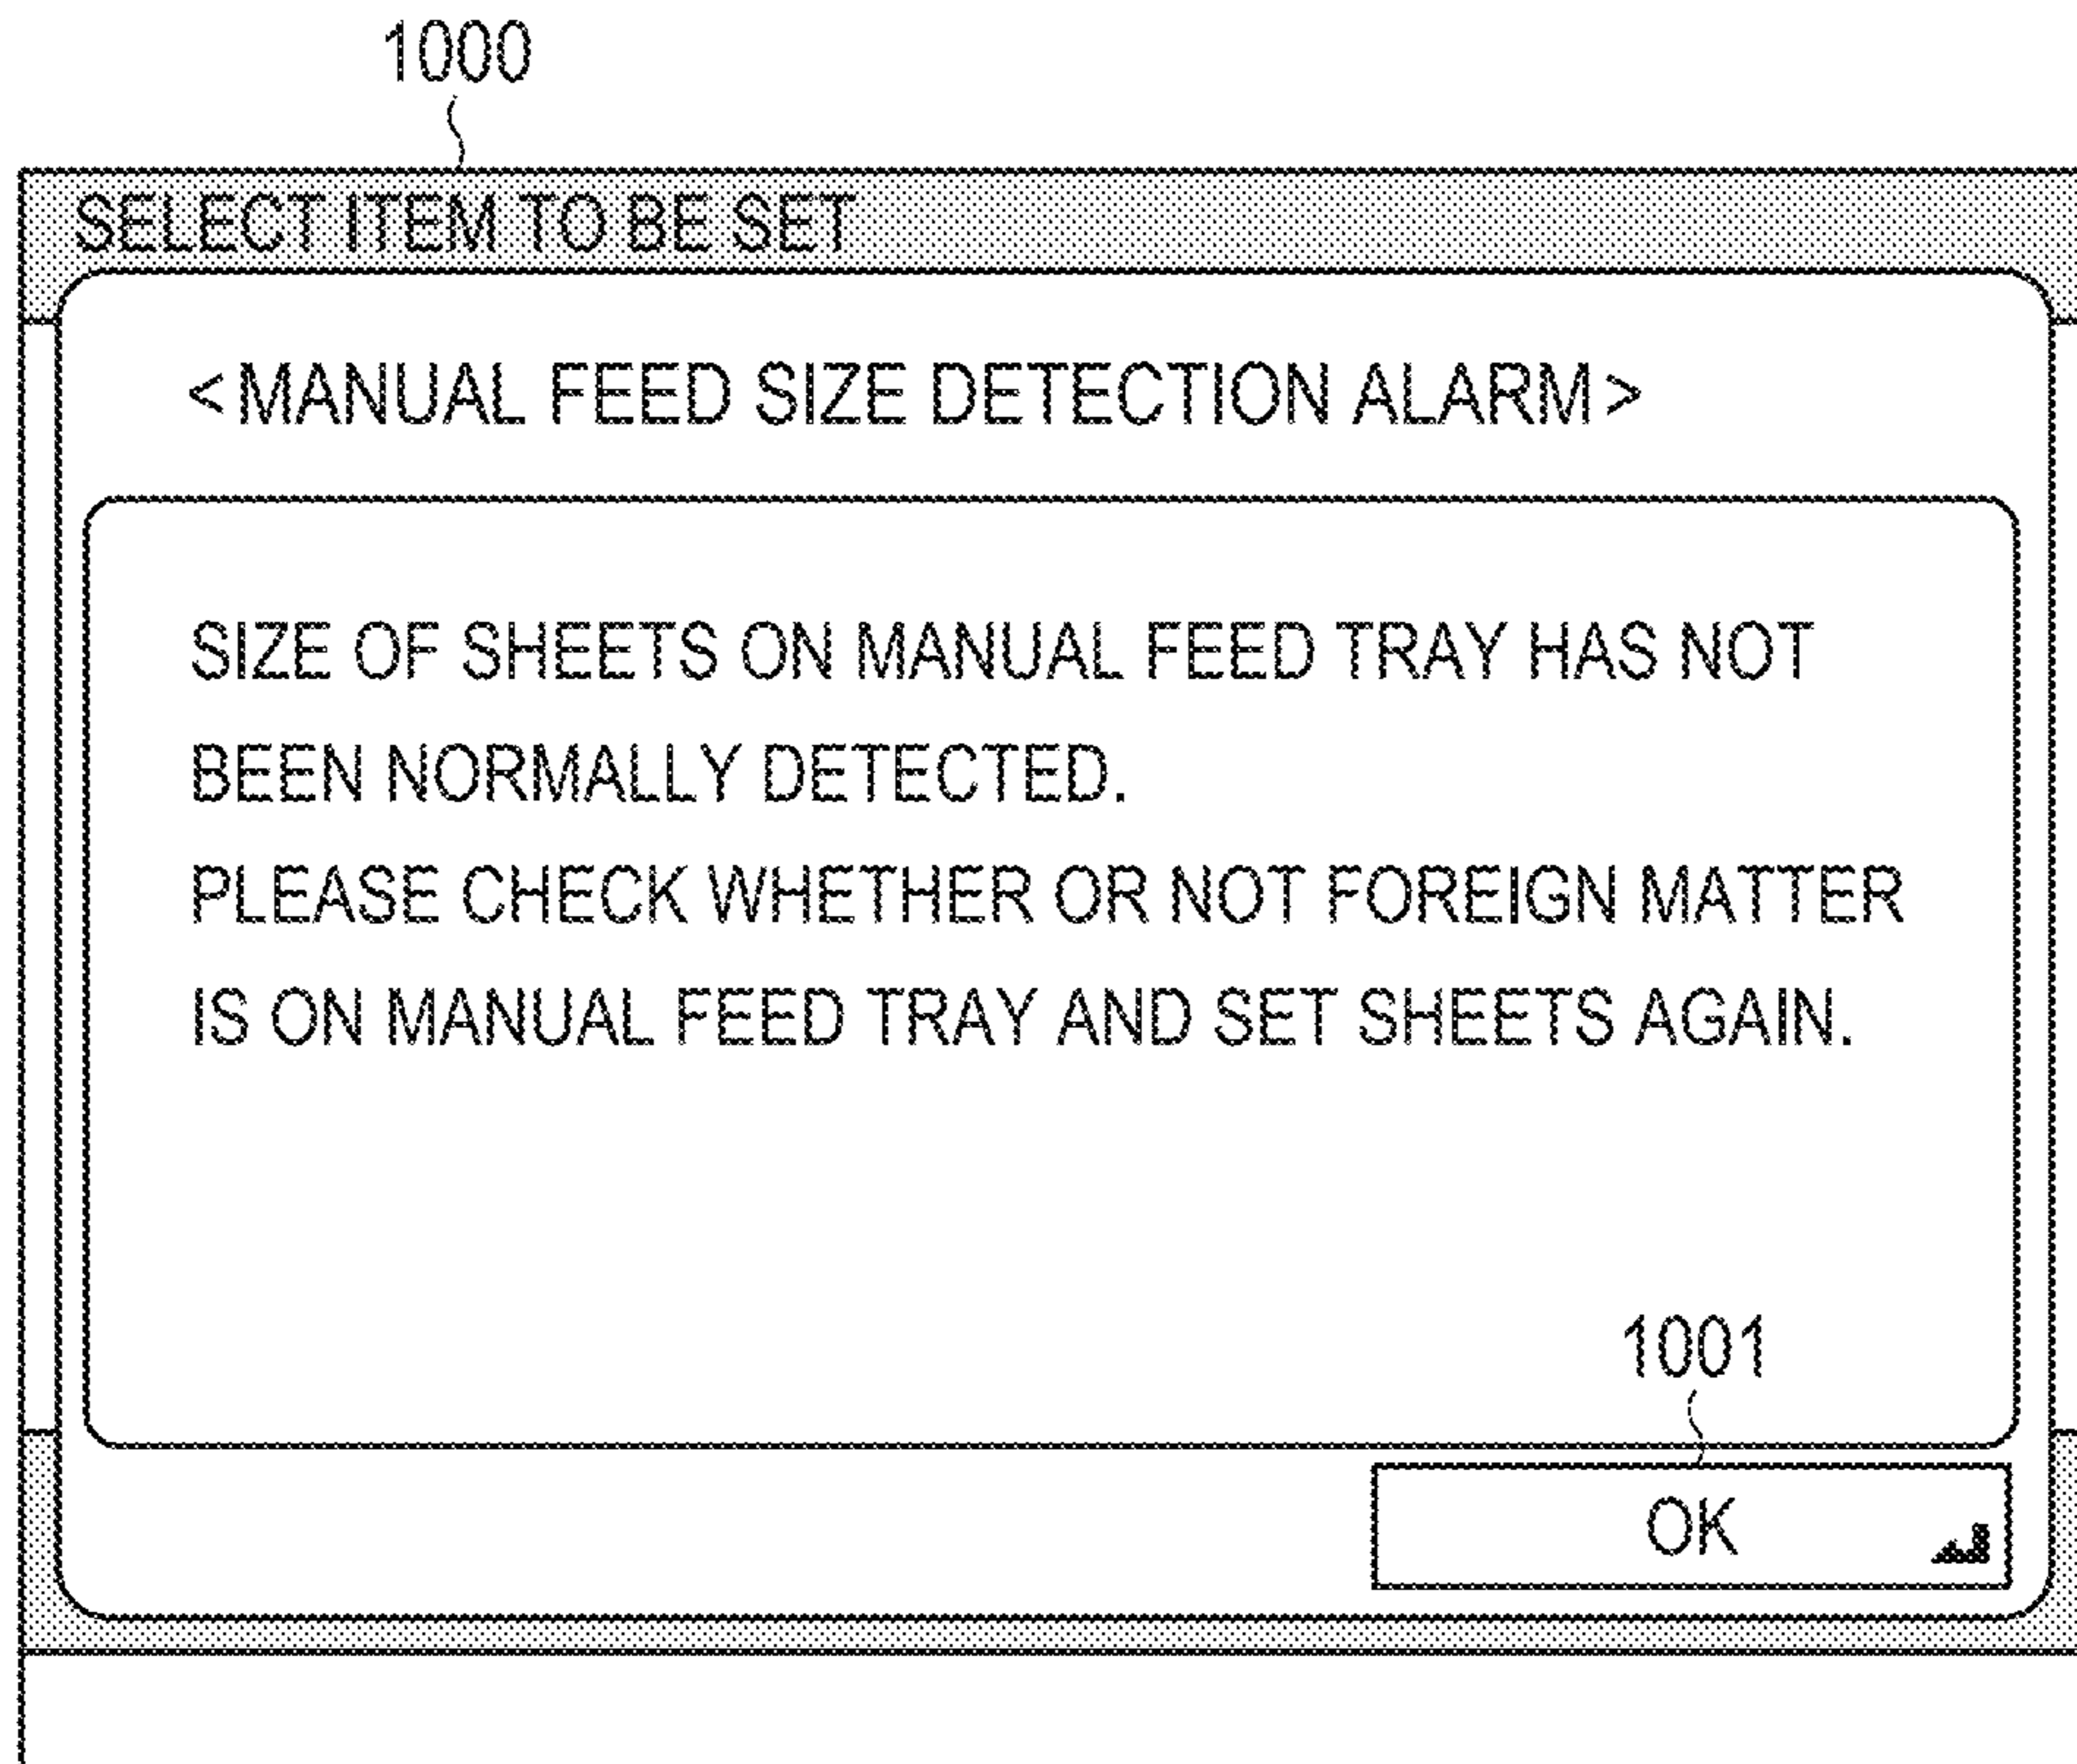 1000
SELECT ITEM TO BE SET
<MANUAL FEED SIZE DETECTION ALARM>
SIZE OF SHEETS ON MANUAL FEED TRAY HAS NOT
BEEN NORMALLY DETECTED.
PLEASE CHECK WHETHER OR NOT FOREIGN MATTER
IS ON MANUAL FEED TRAY AND SET SHEETS AGAIN.
1001
OK